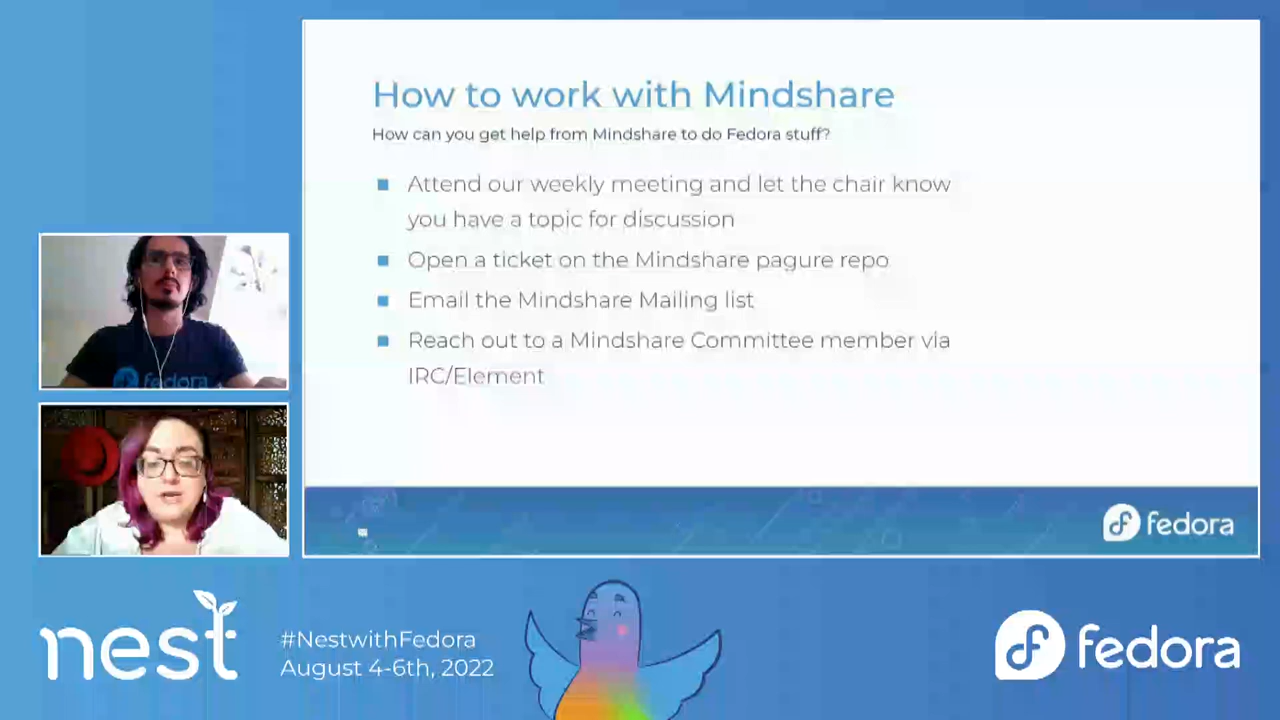 How to work with Mindshare
How can you get help from Mindshare to do Fedora stuff?
Attend our weekly meeting and let the chair know
you have a topic for discussion
Open a ticket on the Mindshare pagure repo
Email the Mindshare Mailing list
Reach out to a Mindshare Committee member via
IRC/Element
fedora
fedora
nest
#NestwithFedora
August 4-6th, 2022
fedora